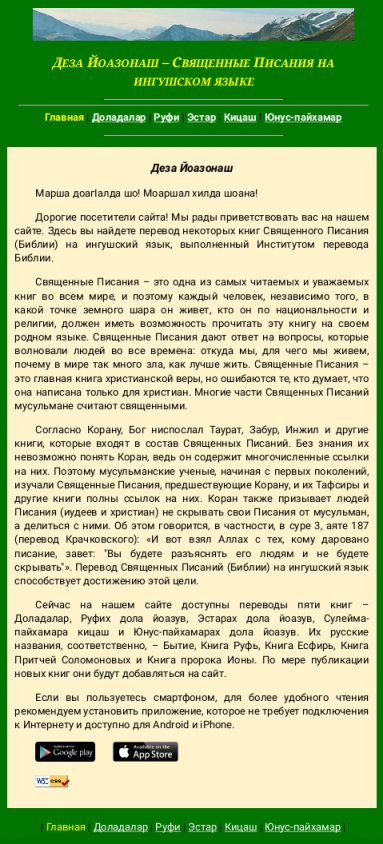 Деза Йоазонаш – Священные Писания на
ингушском языке
Главная | Доладалар | Руфи | Эстар | Кицаш | Юнус-пайхамар
Деза Йоазонаш
Марша доагӀалда шо! Моаршал хилда шоана!
Дорогие посетители сайта! Мы рады приветствовать вас на нашем
сайте. Здесь вы найдете перевод некоторых книг Священного Писания
(Библии) на ингушский язык, выполненный Институтом перевода
Библии.
Священные Писания – это одна из самых читаемых и уважаемых
книг во всем мире, и поэтому каждый человек, независимо того, в
какой точке земного шара он живет, кто он по национальности и
религии, должен иметь возможность прочитать эту книгу на своем
родном языке. Священные Писания дают ответ на вопросы, которые
волновали людей во все времена: откуда мы, для чего мы живем,
почему в мире так много зла, как лучше жить. Священные Писания –
это главная книга христианской веры, но ошибаются те, кто думает, что
она написана только для христиан. Многие части Священных Писаний
мусульмане считают священными.
Согласно Корану, Бог ниспослал Таурат, Забур, Инжил и другие
книги, которые входят в состав Священных Писаний. Без знания их
невозможно понять Коран, ведь он содержит многочисленные ссылки
на них. Поэтому мусульманские ученые, начиная с первых поколений,
изучали Священные Писания, предшествующие Корану, и их Тафсиры и
другие книги полны ссылок на них. Коран также призывает людей
Писания (иудеев и христиан) не скрывать свои Писания от мусульман,
а делиться с ними. Об этом говорится, в частности, в суре 3, аяте 187
(перевод Крачковского): «И вот взял Аллах с тех, кому даровано
писание, завет: "Вы будете разъяснять его людям и не будете
скрывать"». Перевод Священных Писаний (Библии) на ингушский язык
способствует достижению этой цели.
Сейчас на нашем сайте доступны переводы пяти книг –
Доладалар, Руфих дола йоазув, Эстарах дола йоазув, Сулейма-
пайхамара кицаш и Юнус-пайхамарах дола йоазув. Их русские
названия, соответственно, – Бытие, Книга Руфь, Книга Есфирь, Книга
Притчей Соломоновых и Книга пророка Ионы. По мере публикации
новых книг они будут добавляться на сайт.
Если вы пользуетесь смартфоном, для более удобного чтения
рекомендуем установить приложение, которое не требует подключения
к Интернету и доступно для Android и iPhone.
Google play
Available on the App Store
W3C css
| Главная | Доладалар | Руфи | Эстар | Кицаш | Юнус-пайхамар |